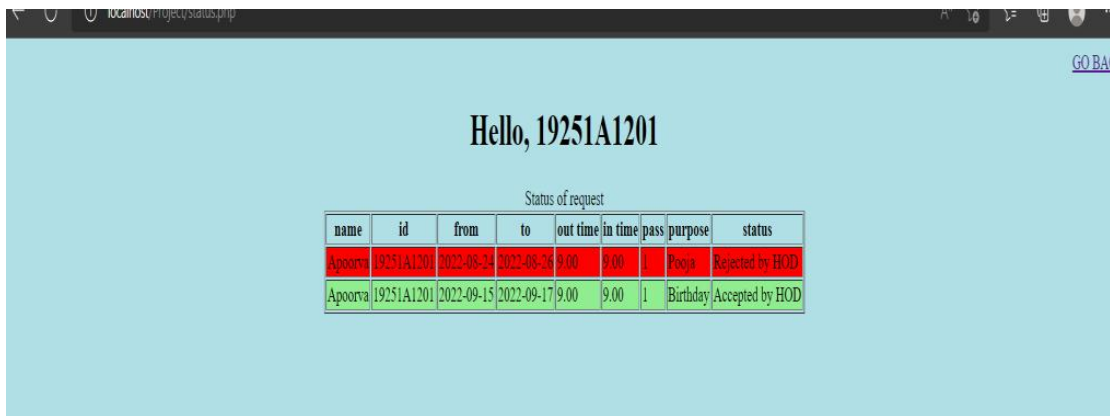 localhost/Project/status.php
GO BA
Hello, 19251A1201
Status of request
name id from to out time in time pass purpose status
Apoorva 19251A1201 2022-08-24 2022-08-26 9.00 9.00 1 Pooja Rejected by HOD
Apoorva 19251A1201 2022-09-15 2022-09-17 9.00 9.00 1 Birthday Accepted by HOD